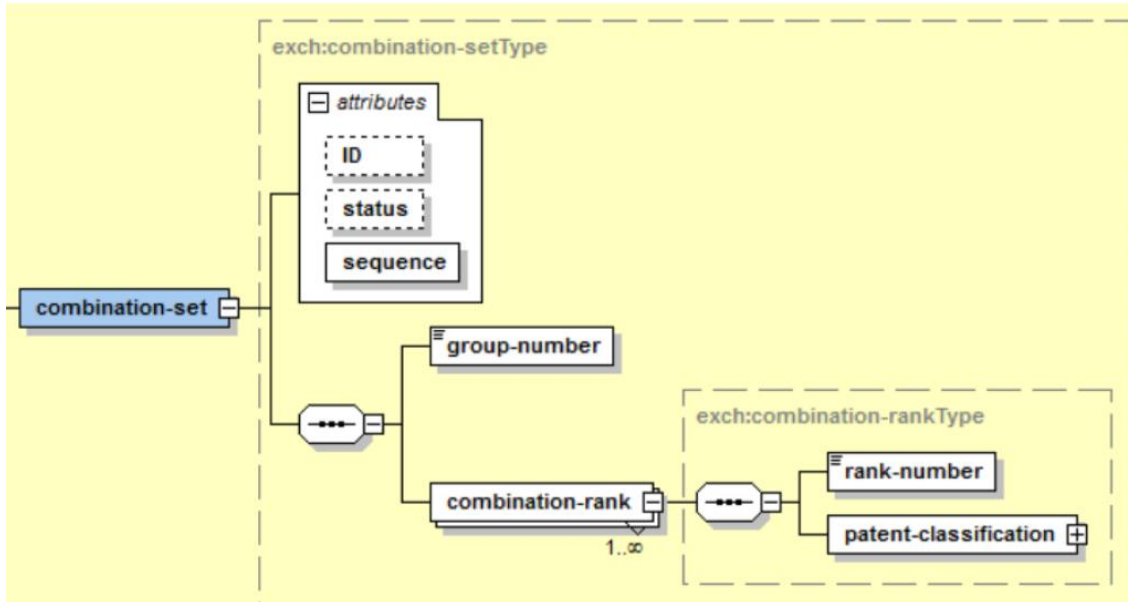 exch:combination-setType
attributes
ID
status
sequence
combination-set
group-number
exch:combination-rankType
rank-number
combination-rank
patent-classification
1..∞